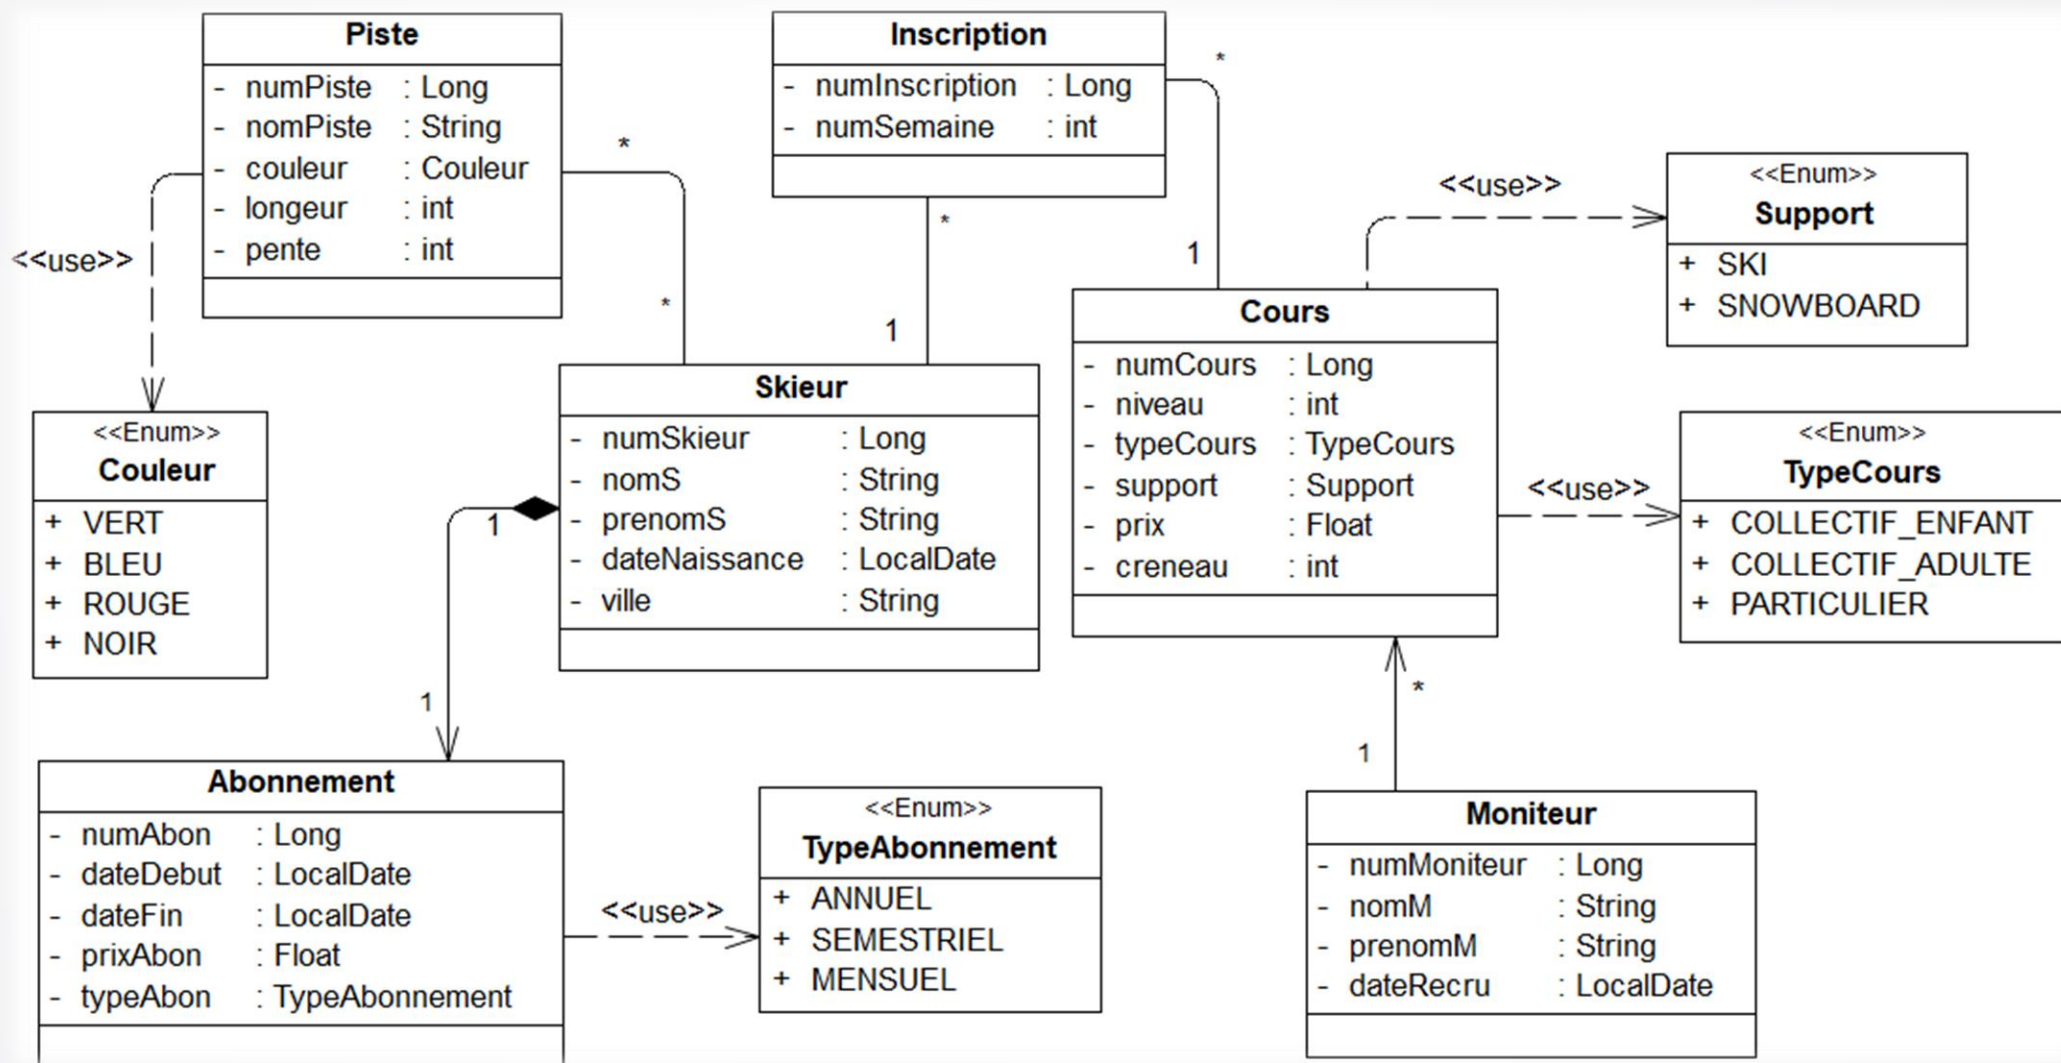 Piste
- numPiste : Long
- nomPiste : String
- couleur : Couleur
- longeur : int
- pente : int
Inscription
- numInscription : Long
- numSemaine : int
*
*
*
1
*
1
<<use>>
<<use>>
<<Enum>>
Support
+ SKI
+ SNOWBOARD
<<Enum>>
Couleur
+ VERT
+ BLEU
+ ROUGE
+ NOIR
Skieur
- numSkieur : Long
- nomS : String
- prenomS : String
- dateNaissance : LocalDate
- ville : String
Cours
- numCours : Long
- niveau : int
- typeCours : TypeCours
- support : Support
- prix : Float
- creneau : int
<<use>>
<<Enum>>
TypeCours
+ COLLECTIF_ENFANT
+ COLLECTIF_ADULTE
+ PARTICULIER
1
1
*
1
Abonnement
- numAbon : Long
- dateDebut : LocalDate
- dateFin : LocalDate
- prixAbon : Float
- typeAbon : TypeAbonnement
<<use>>
<<Enum>>
TypeAbonnement
+ ANNUEL
+ SEMESTRIEL
+ MENSUEL
Moniteur
- numMoniteur : Long
- nomM : String
- prenomM : String
- dateRecru : LocalDate